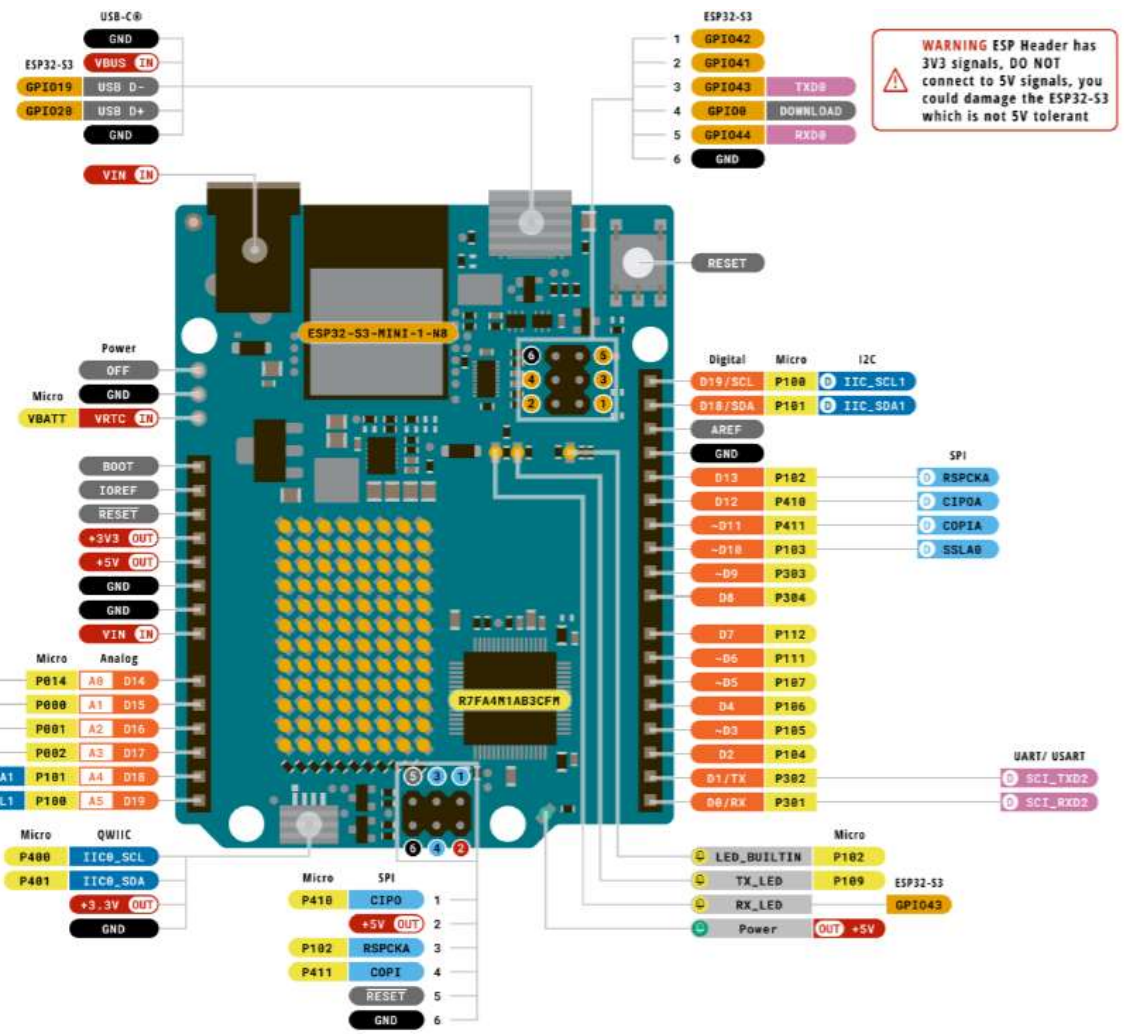 USB-C®
GND
VBUS IN
ESP32-S3
GPIO19 USB D-
GPIO20 USB D+
GND
VIN IN
ESP32-S3
1 GPIO42
2 GPIO41
3 GPIO43 TXD0
4 GPIO0 DOWNLOAD
5 GPIO44 RXD0
6 GND
WARNING ESP Header has
3V3 signals, DO NOT
connect to 5V signals, you
could damage the ESP32-S3
which is not 5V tolerant
RESET
ESP32-S3-MINI-1-N8
6 5
4 3
2 1
Power
OFF
Micro GND
VBATT VRTC IN
BOOT
IOREF
RESET
+3V3 OUT
+5V OUT
GND
GND
VIN IN
Micro Analog
P014 A0 D14
P000 A1 D15
P001 A2 D16
P002 A3 D17
A1 P101 A4 D18
L1 P100 A5 D19
Digital Micro I2C
D19/SCL P100 D IIC_SCL1
D18/SDA P101 D IIC_SDA1
AREF
GND
SPI
D13 P102 D RSPCKA
D12 P410 D CIPOA
~D11 P411 D COPIA
~D10 P103 D SSLA0
~D9 P303
D8 P304
D7 P112
~D6 P111
~D5 P107
D4 P106
~D3 P105
D2 P104
UART/ USART
D1/TX P302 D SCI_TXD2
D0/RX P301 D SCI_RXD2
R7FA4M1AB3CFM
5 3 1
6 4 2
Micro QWIIC
P400 IIC0_SCL
P401 IIC0_SDA
+3.3V OUT
GND
Micro SPI
P410 CIPO 1
+5V OUT 2
P102 RSPCKA 3
P411 COPI 4
RESET 5
GND 6
Micro
LED_BUILTIN P102
TX_LED P109
ESP32-S3
RX_LED GPIO43
Power OUT +5V